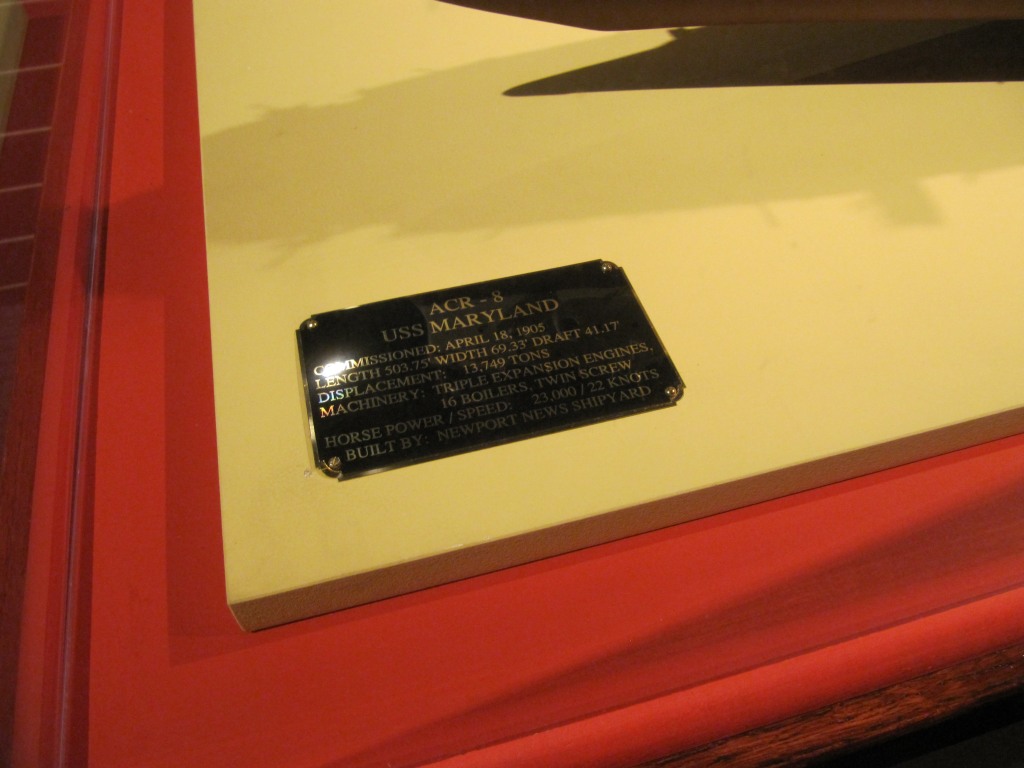 ACR - 8
USS MARYLAND
COMMISSIONED: APRIL 18, 1905
LENGTH 503.75' WIDTH 69.33' DRAFT 41.17'
DISPLACEMENT: 13,749 TONS
MACHINERY: TRIPLE EXPANSION ENGINES,
16 BOILERS, TWIN SCREW
HORSE POWER / SPEED: 23,000 / 22 KNOTS
BUILT BY: NEWPORT NEWS SHIPYARD